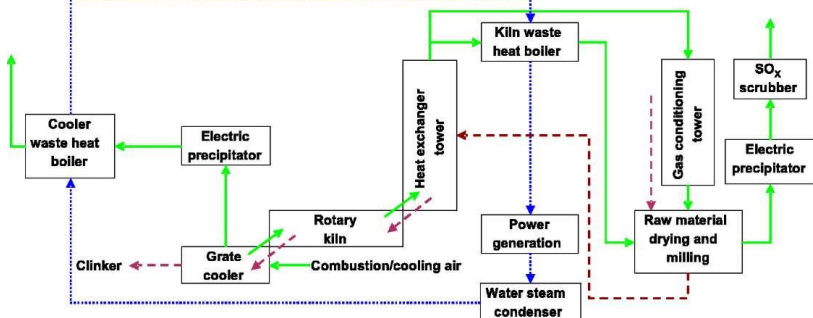 Kiln waste
heat boiler
SOx
scrubber
Heat exchanger
tower
Gas conditioning
tower
Cooler
waste heat
boiler
Electric
precipitator
Electric
precipitator
Rotary
kiln
Power
generation
Raw material
drying and
milling
Grate
cooler
Clinker
Combustion/cooling air
Water steam
condenser